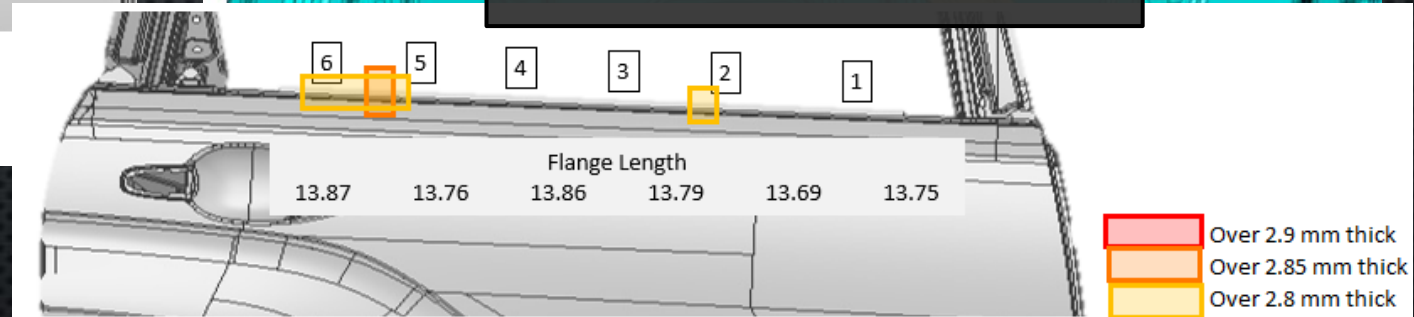 6 5 4 3 2 1
Flange Length
13.87 13.76 13.86 13.79 13.69 13.75
Over 2.9 mm thick
Over 2.85 mm thick
Over 2.8 mm thick